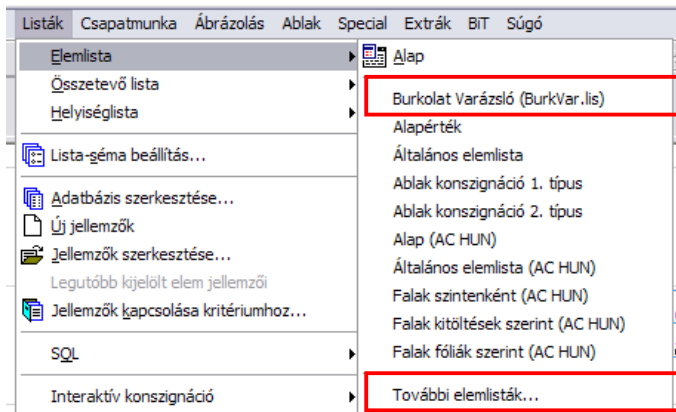 Listák Csapatmunka Ábrázolás Ablak Special Extrák BiT Súgó
Elemlista
Összetevő lista
Helyiséglista
Lista-séma beállítás...
Adatbázis szerkesztése...
Új jellemzők
Jellemzők szerkesztése...
Legutóbb kijelölt elem jellemzői
Jellemzők kapcsolása kritériumhoz...
SQL
Interaktív konszignáció
Alap
Burkolat Varázsló (BurkVar.lis)
Alapérték
Általános elemlista
Ablak konszignáció 1. típus
Ablak konszignáció 2. típus
Alap (AC HUN)
Általános elemlista (AC HUN)
Falak szintenként (AC HUN)
Falak kitöltések szerint (AC HUN)
Falak fóliák szerint (AC HUN)
További elemlisták...